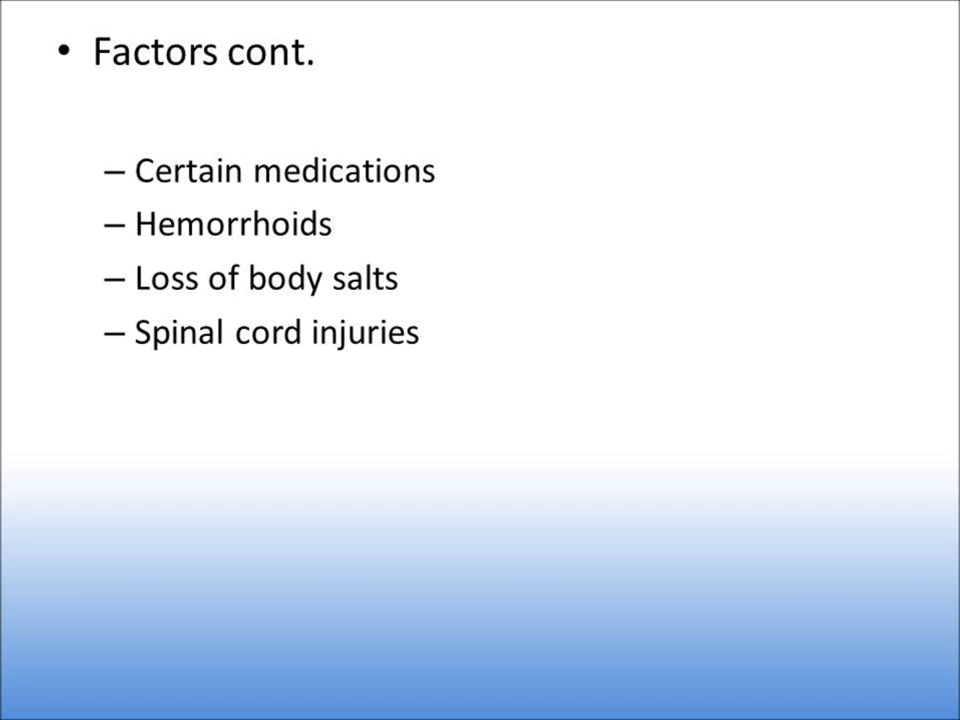 • Factors cont.
– Certain medications
– Hemorrhoids
– Loss of body salts
– Spinal cord injuries